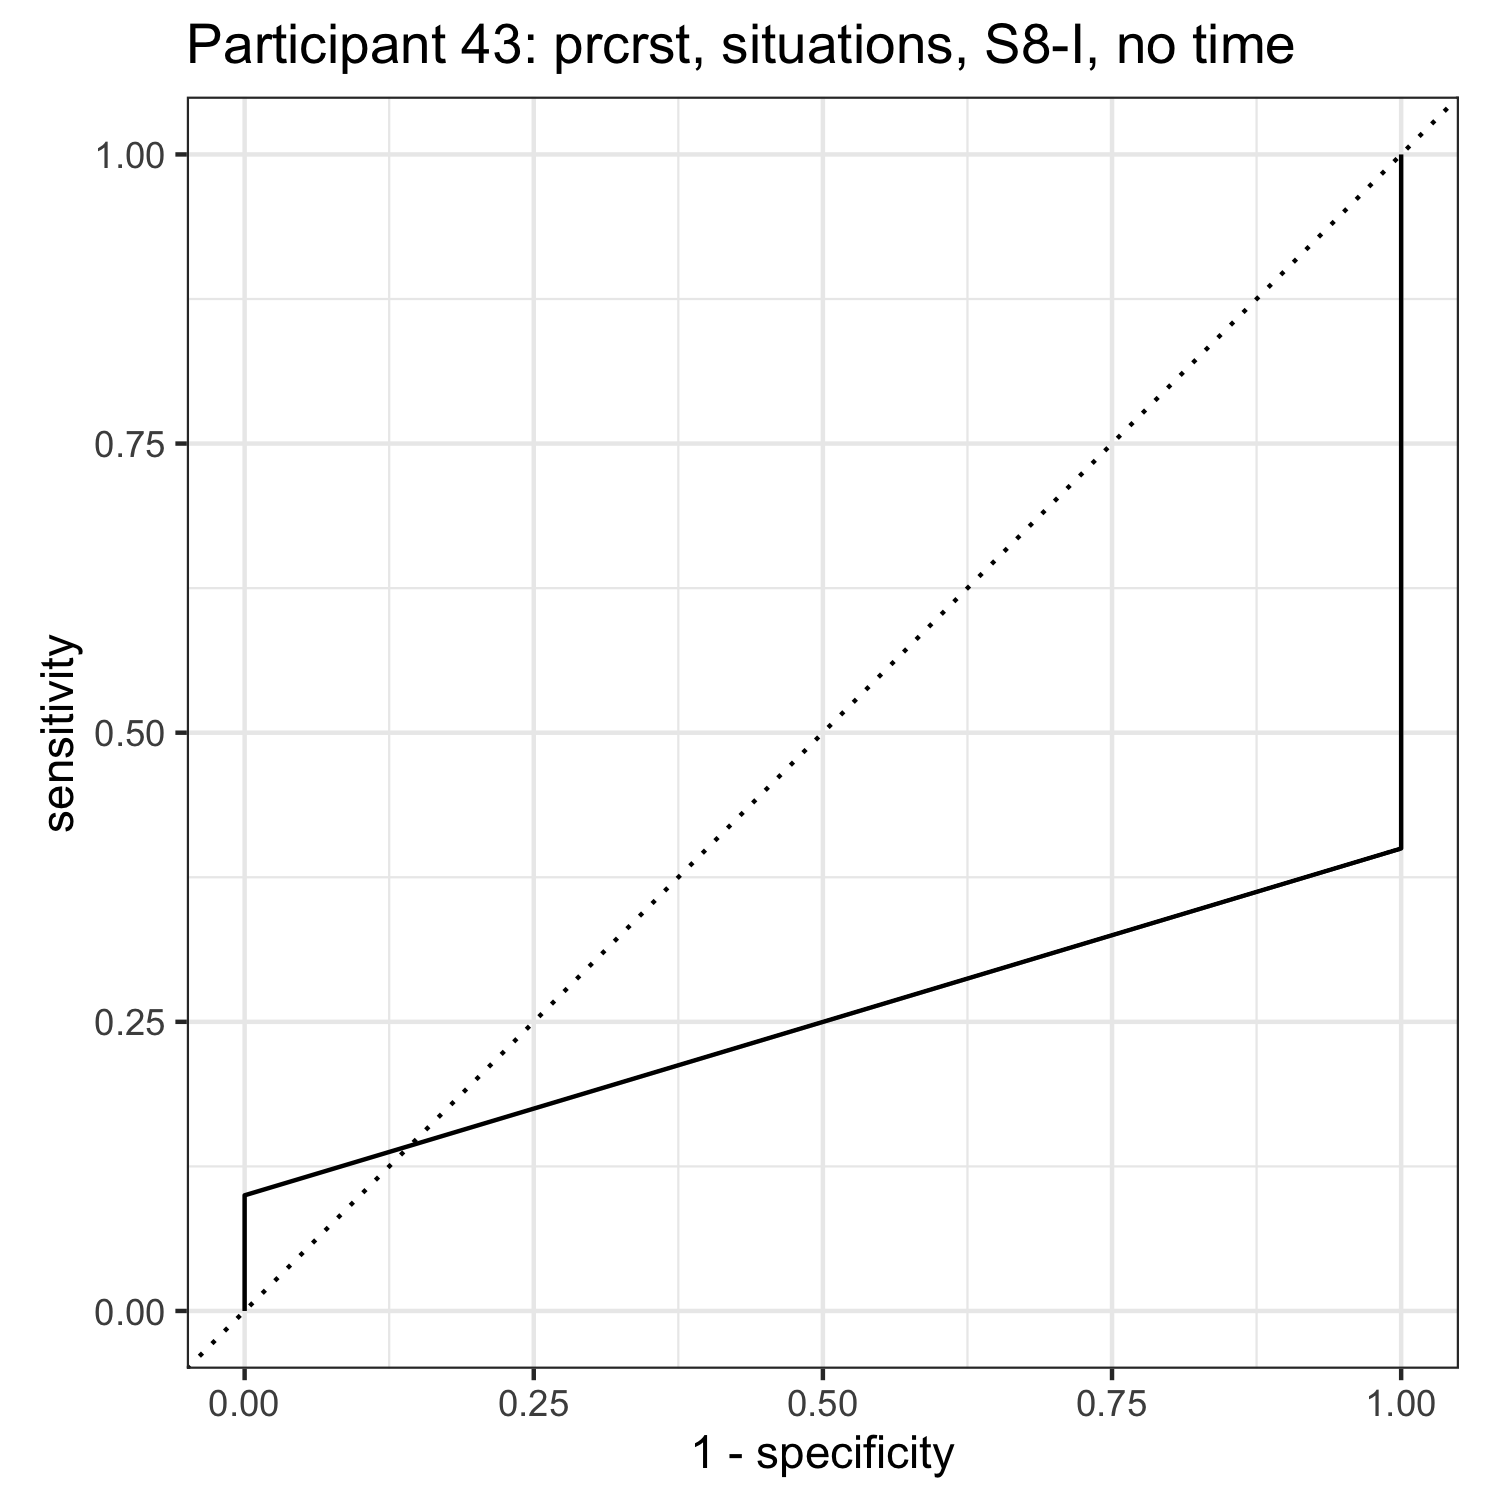 Participant 43: prcrst, situations, S8-I, no time
1.00
0.75
0.50
0.25
0.00
sensitivity
0.00 0.25 0.50 0.75 1.00
1 - specificity